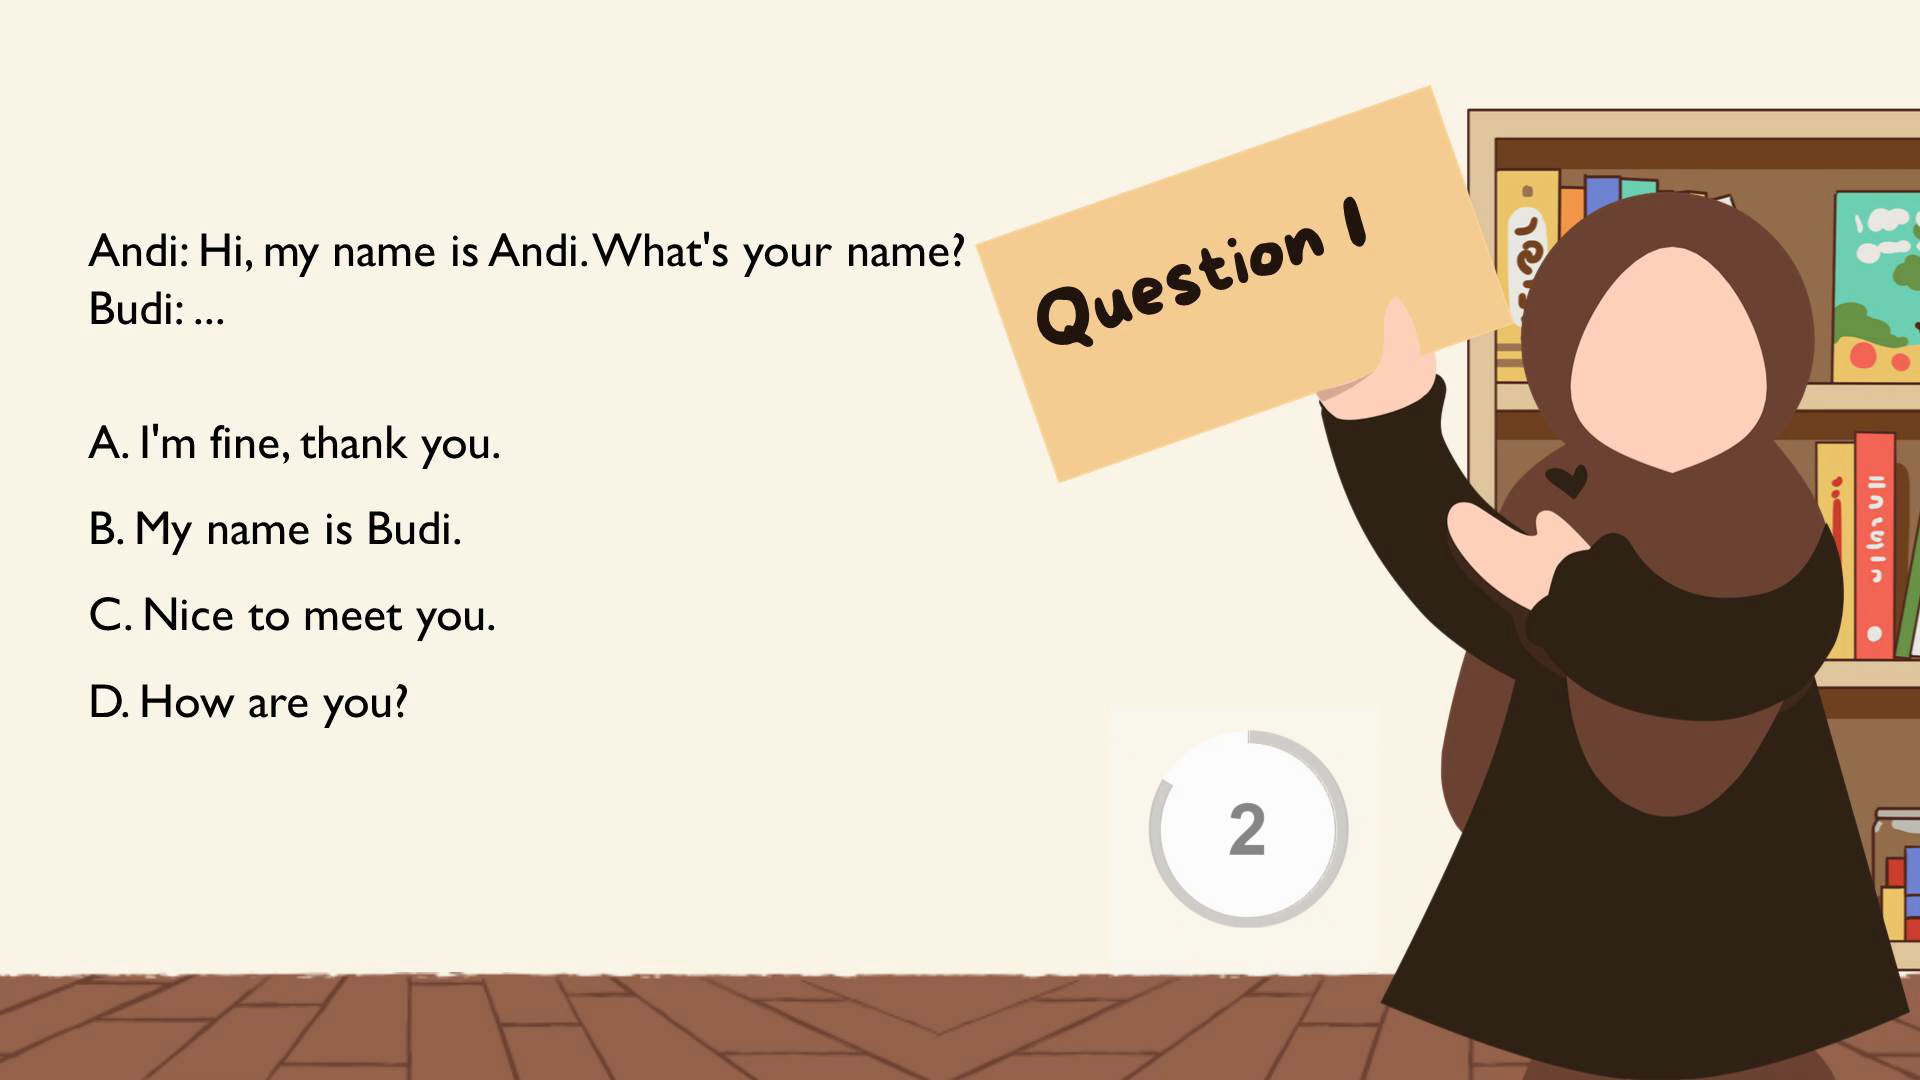 Andi: Hi, my name is Andi. What's your name?
Budi: ...
A. I'm fine, thank you.
B. My name is Budi.
C. Nice to meet you.
D. How are you?
Question 1
2